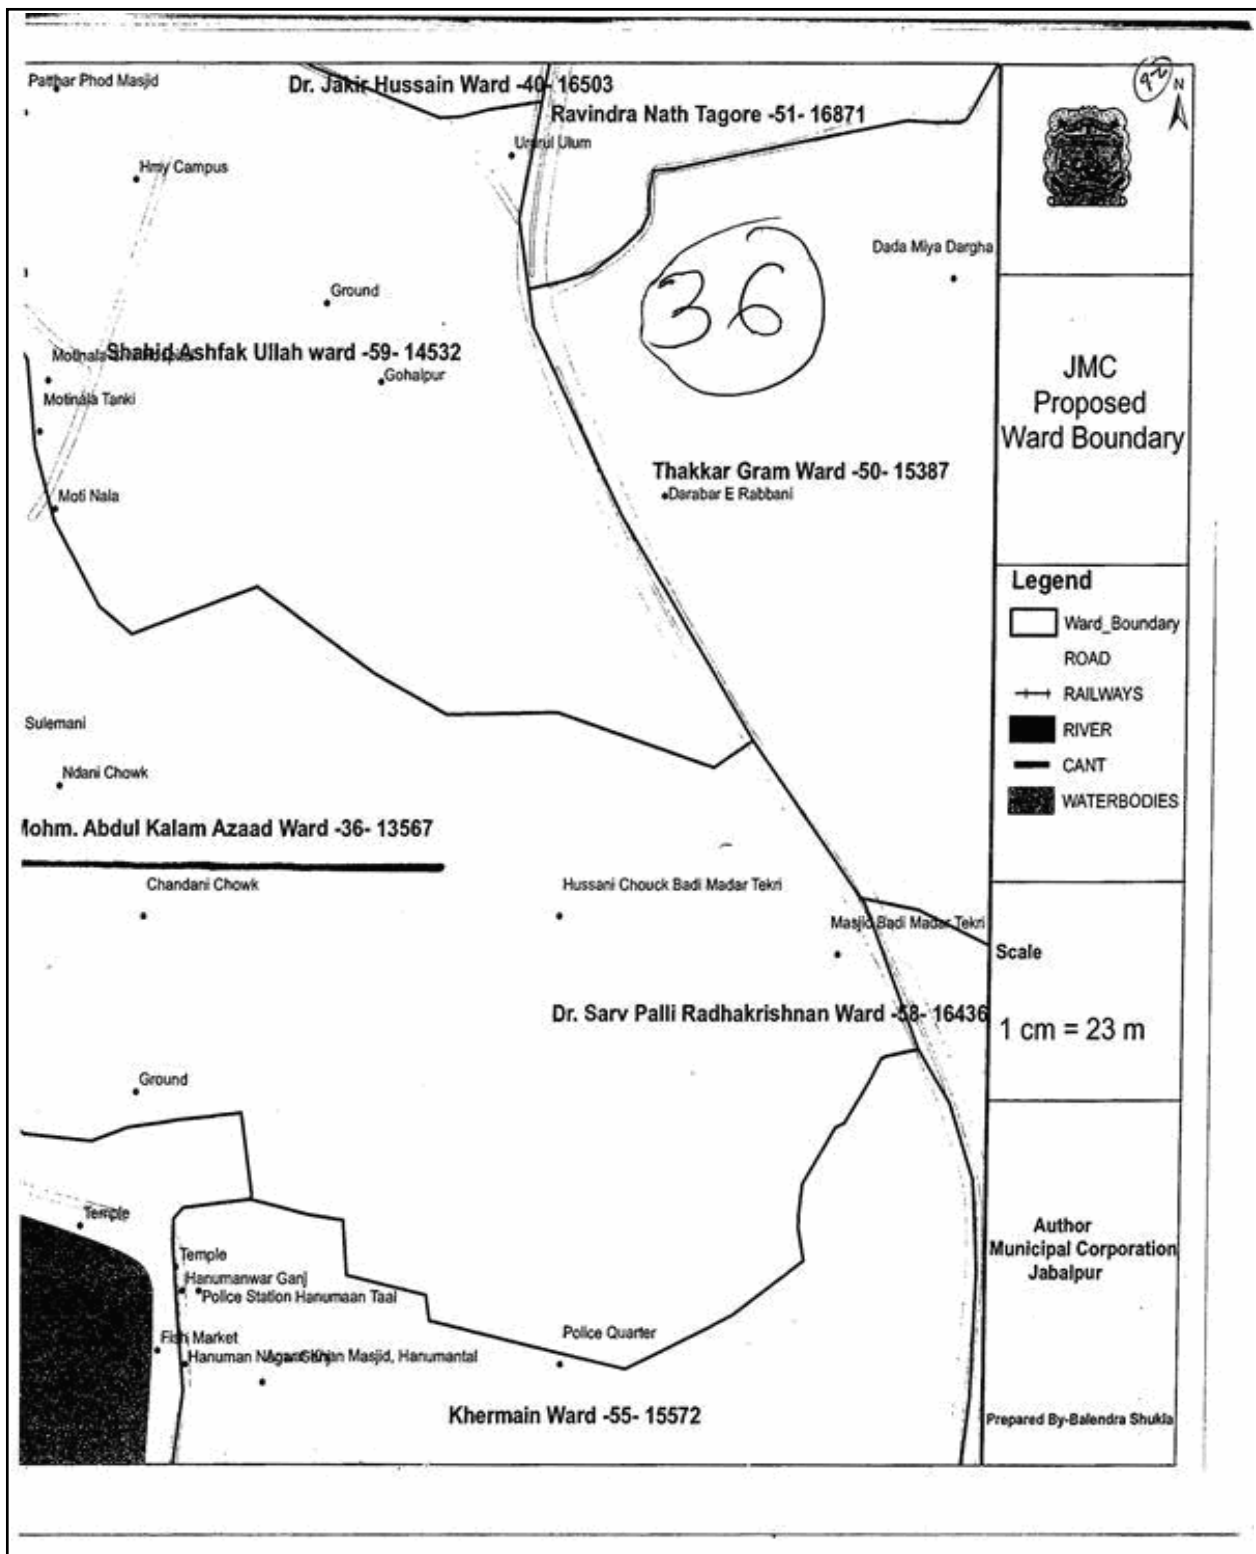 92
N
Patthar Phod Masjid
Dr. Jakir Hussain Ward -40- 16503
Ravindra Nath Tagore -51- 16871
Ulum
Hmy Campus
Dada Miya Dargha
36
Ground
Shahid Ashfak Ullah ward -59- 14532
Gohalpur
Motinala Tanki
Thakkar Gram Ward -50- 15387
Darabar E Rabbani
Moti Nala
Sulemani
Ndani Chowk
Mohm. Abdul Kalam Azaad Ward -36- 13567
Chandani Chowk
Hussani Chouck Badi Madar Tekri
Masjid Badi Madar Tekri
Dr. Sarv Palli Radhakrishnan Ward -58- 16436
Ground
Temple
Temple
Hanumanwar Ganj
Police Station Hanumaan Taal
Fish Market
Police Quarter
Hanuman
Khan Masjid, Hanumantal
Khermain Ward -55- 15572
JMC
Proposed
Ward Boundary
Legend
Ward_Boundary
ROAD
RAILWAYS
RIVER
CANT
WATERBODIES
Scale
1 cm = 23 m
Author
Municipal Corporation
Jabalpur
Prepared By-Balendra Shukla